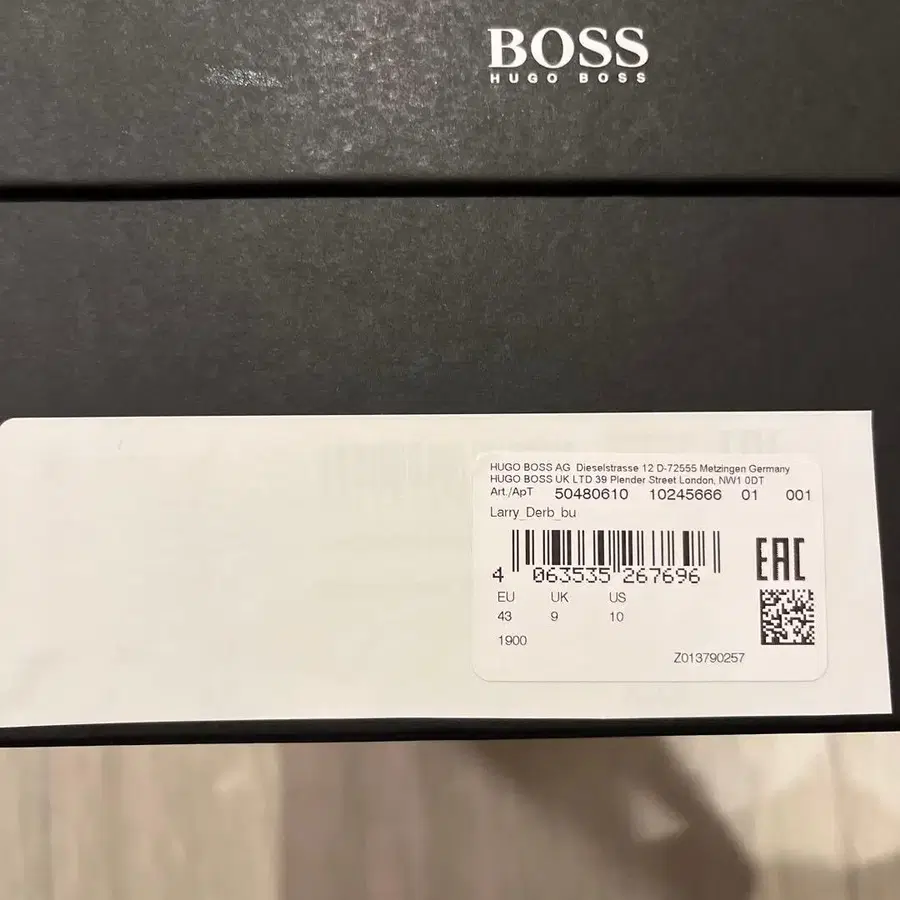 BOSS
HUGO BOSS
HUGO BOSS AG Dieselstrasse 12 D-72555 Metzingen Germany
HUGO BOSS UK LTD 39 Plender Street London, NW1 0DT
Art./АрТ 50480610 10245666 01 001
Larry_Derb_bu
4 063535 267696
EAC
EU UK US
43 9 10
1900
Z013790257